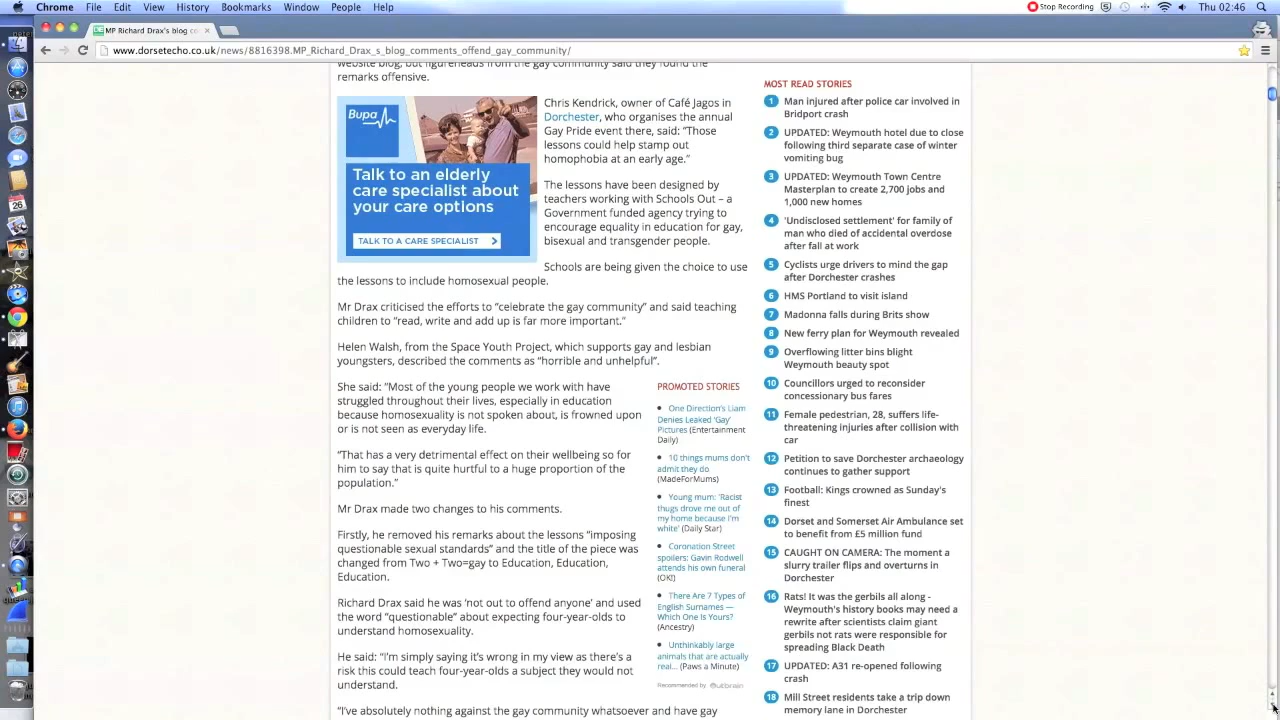 Chrome File Edit View History Bookmarks Window People Help
Stop Recording
Thu 02:46
MP Richard Drax's blog co
www.dorsetecho.co.uk/news/8816398.MP_Richard_Drax_s_blog_comments_offend_gay_community/
website blog, but figureheads from the gay community said they found the
remarks offensive.
Bupa
Talk to an elderly
care specialist about
your care options
TALK TO A CARE SPECIALIST
Chris Kendrick, owner of Café Jagos in
Dorchester, who organises the annual
Gay Pride event there, said: “Those
lessons could help stamp out
homophobia at an early age.”
The lessons have been designed by
teachers working with Schools Out – a
Government funded agency trying to
encourage equality in education for gay,
bisexual and transgender people.
Schools are being given the choice to use
the lessons to include homosexual people.
Mr Drax criticised the efforts to “celebrate the gay community” and said teaching
children to “read, write and add up is far more important.”
Helen Walsh, from the Space Youth Project, which supports gay and lesbian
youngsters, described the comments as “horrible and unhelpful”.
She said: “Most of the young people we work with have
struggled throughout their lives, especially in education
because homosexuality is not spoken about, is frowned upon
or is not seen as everyday life.
“That has a very detrimental effect on their wellbeing so for
him to say that is quite hurtful to a huge proportion of the
population.”
Mr Drax made two changes to his comments.
Firstly, he removed his remarks about the lessons “imposing
questionable sexual standards” and the title of the piece was
changed from Two + Two=gay to Education, Education,
Education.
Richard Drax said he was ‘not out to offend anyone’ and used
the word “questionable” about expecting four-year-olds to
understand homosexuality.
He said: “I’m simply saying it’s wrong in my view as there’s a
risk this could teach four-year-olds a subject they would not
understand.
“I’ve absolutely nothing against the gay community whatsoever and have gay
PROMOTED STORIES
One Direction's Liam
Denies Leaked 'Gay'
Pictures (Entertainment
Daily)
10 things mums don't
admit they do
(MadeForMums)
Young mum: 'Racist
thugs drove me out of
my home because I'm
white' (Daily Star)
Coronation Street
spoilers: Gavin Rodwell
attends his own funeral
(OK!)
There Are 7 Types of
English Surnames —
Which One Is Yours?
(Ancestry)
Unthinkably large
animals that are actually
real... (Paws a Minute)
Recommended by Outbrain
MOST READ STORIES
1 Man injured after police car involved in
Bridport crash
2 UPDATED: Weymouth hotel due to close
following third separate case of winter
vomiting bug
3 UPDATED: Weymouth Town Centre
Masterplan to create 2,700 jobs and
1,000 new homes
4 'Undisclosed settlement' for family of
man who died of accidental overdose
after fall at work
5 Cyclists urge drivers to mind the gap
after Dorchester crashes
6 HMS Portland to visit island
7 Madonna falls during Brits show
8 New ferry plan for Weymouth revealed
9 Overflowing litter bins blight
Weymouth beauty spot
10 Councillors urged to reconsider
concessionary bus fares
11 Female pedestrian, 28, suffers life-
threatening injuries after collision with
car
12 Petition to save Dorchester archaeology
continues to gather support
13 Football: Kings crowned as Sunday's
finest
14 Dorset and Somerset Air Ambulance set
to benefit from £5 million fund
15 CAUGHT ON CAMERA: The moment a
slurry trailer flips and overturns in
Dorchester
16 Rats! It was the gerbils all along -
Weymouth's history books may need a
rewrite after scientists claim giant
gerbils not rats were responsible for
spreading Black Death
17 UPDATED: A31 re-opened following
crash
18 Mill Street residents take a trip down
memory lane in Dorchester
26